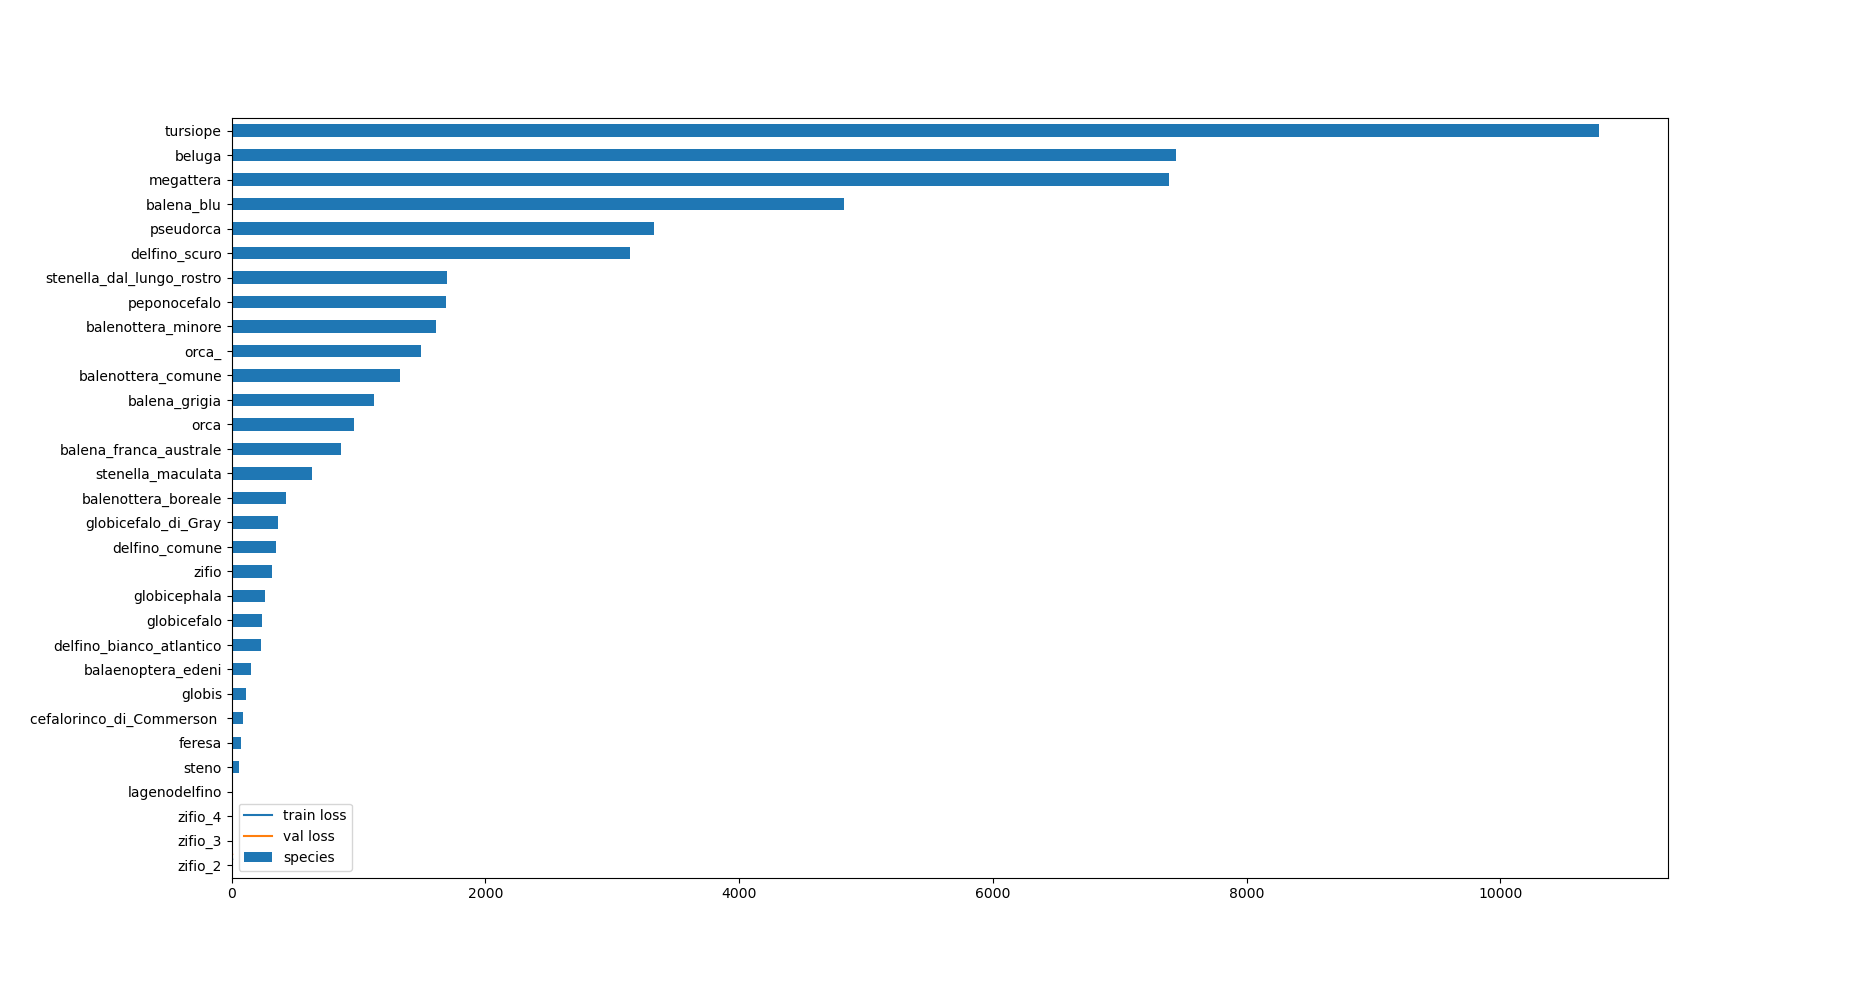 tursiope
beluga
megattera
balena_blu
pseudorca
delfino_scuro
stenella_dal_lungo_rostro
peponocefalo
balenottera_minore
orca_
balenottera_comune
balena_grigia
orca
balena_franca_australe
stenella_maculata
balenottera_boreale
globicefalo_di_Gray
delfino_comune
zifio
globicephala
globicefalo
delfino_bianco_atlantico
balaenoptera_edeni
globis
cefalorinco_di_Commerson
feresa
steno
lagenodelfino
zifio_4
zifio_3
zifio_2
train loss
val loss
species
0 2000 4000 6000 8000 10000